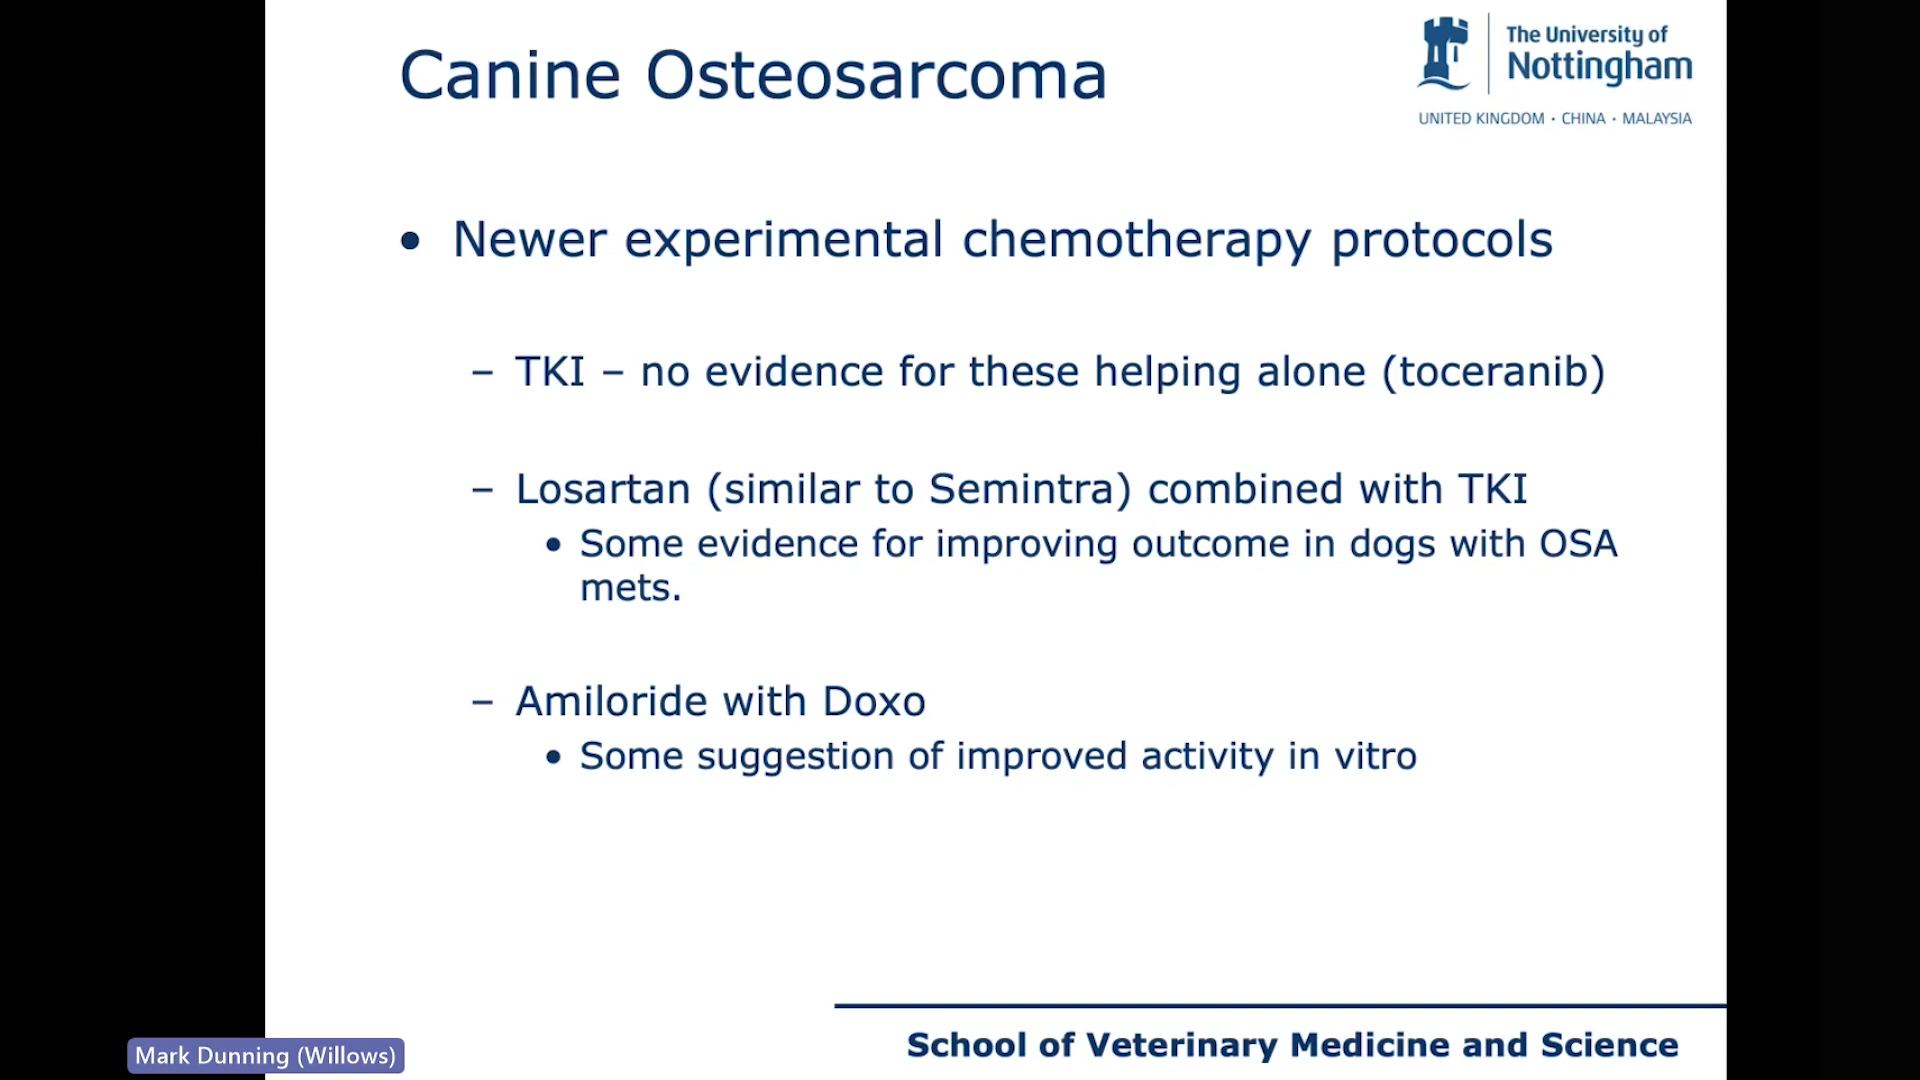 Canine Osteosarcoma
The University of
Nottingham
UNITED KINGDOM · CHINA · MALAYSIA
• Newer experimental chemotherapy protocols
– TKI – no evidence for these helping alone (toceranib)
– Losartan (similar to Semintra) combined with TKI
• Some evidence for improving outcome in dogs with OSA
mets.
– Amiloride with Doxo
• Some suggestion of improved activity in vitro
School of Veterinary Medicine and Science
Mark Dunning (Willows)